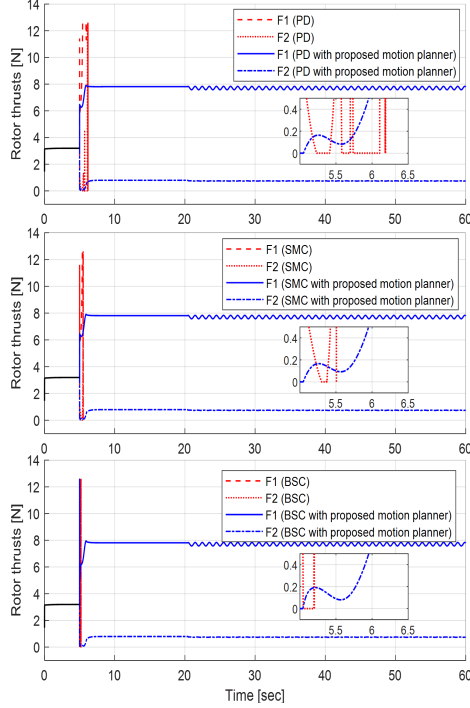 14
12
10
8
6
4
2
0
Rotor thrusts [N]
F1 (PD)
F2 (PD)
F1 (PD with proposed motion planner)
F2 (PD with proposed motion planner)
0.4
0.2
0
5.5 6 6.5
0 10 20 30 40 50 60
14
12
10
8
6
4
2
0
Rotor thrusts [N]
F1 (SMC)
F2 (SMC)
F1 (SMC with proposed motion planner)
F2 (SMC with proposed motion planner)
0.4
0.2
0
5.5 6 6.5
0 10 20 30 40 50 60
14
12
10
8
6
4
2
0
Rotor thrusts [N]
F1 (BSC)
F2 (BSC)
F1 (BSC with proposed motion planner)
F2 (BSC with proposed motion planner)
0.4
0.2
0
5.5 6 6.5
0 10 20 30 40 50 60
Time [sec]